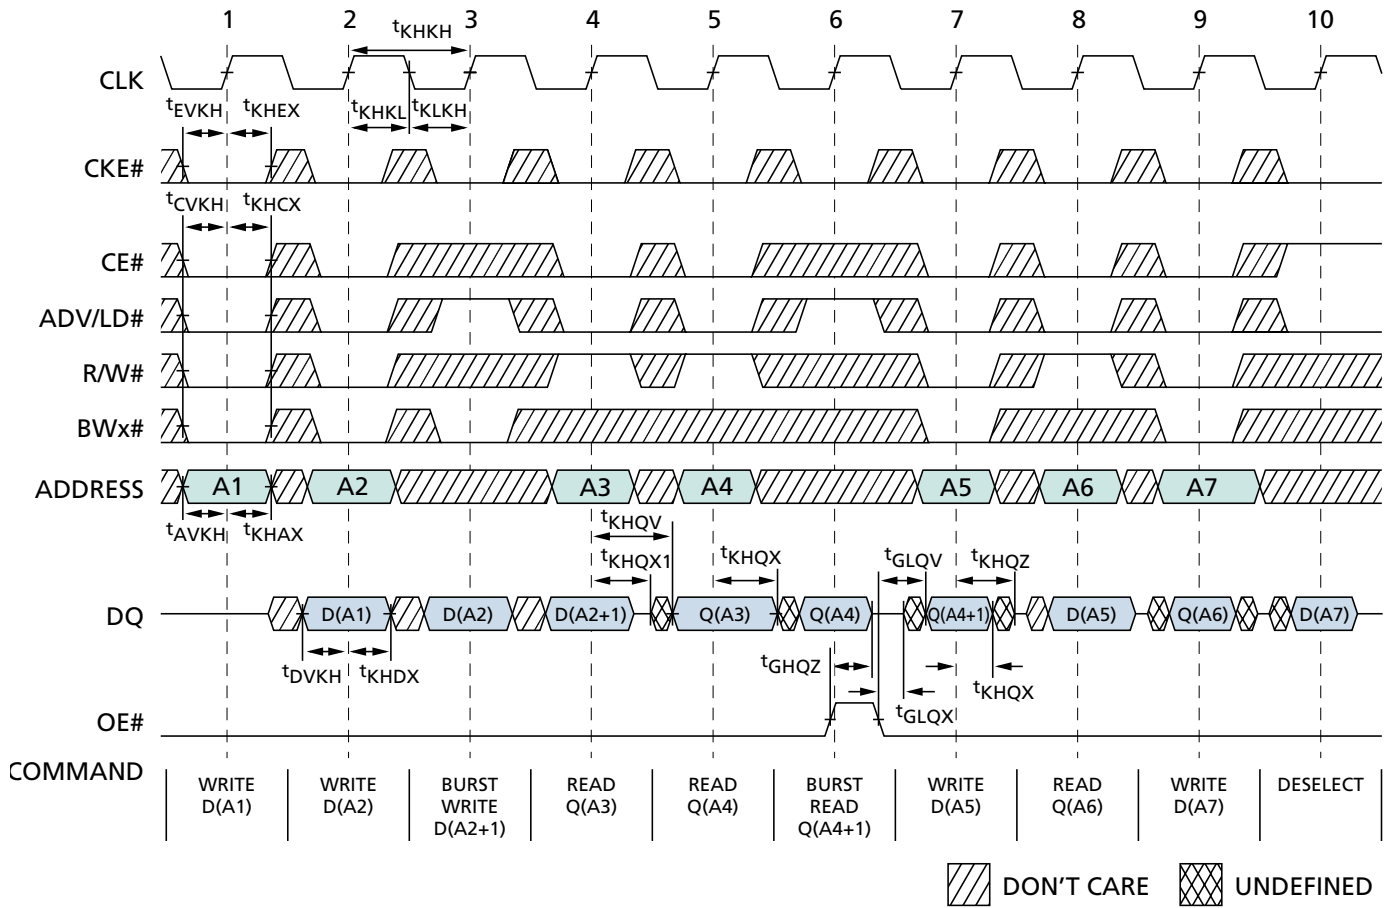 1 2 3 4 5 6 7 8 9 10
tKHKH
CLK
tEVKH tKHEX tKHKL tKLKH
CKE#
tCVKH tKHCX
CE#
ADV/LD#
R/W#
BWx#
ADDRESS A1 A2 A3 A4 A5 A6 A7
tAVKH tKHAX
tKHQV
tKHQX1 tKHQX tGLQV tKHQZ
DQ D(A1) D(A2) D(A2+1) Q(A3) Q(A4) Q(A4+1) D(A5) Q(A6) D(A7)
tDVKH tKHDX tGHQZ tKHQX
tGLQX
OE#
COMMAND
WRITE WRITE BURST READ READ BURST WRITE READ WRITE DESELECT
D(A1) D(A2) WRITE Q(A3) Q(A4) READ D(A5) Q(A6) D(A7)
D(A2+1) Q(A4+1)
DON'T CARE UNDEFINED